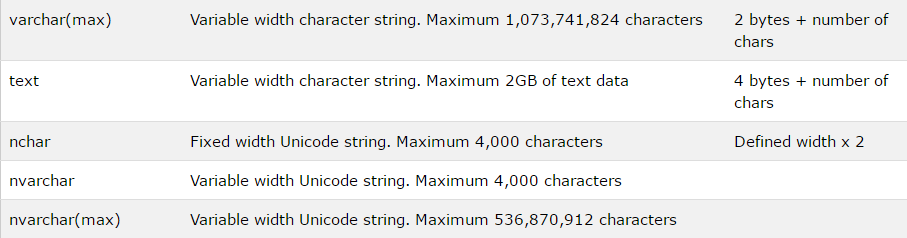 varchar(max) Variable width character string. Maximum 1,073,741,824 characters 2 bytes + number of
chars
text Variable width character string. Maximum 2GB of text data 4 bytes + number of
chars
nchar Fixed width Unicode string. Maximum 4,000 characters Defined width x 2
nvarchar Variable width Unicode string. Maximum 4,000 characters
nvarchar(max) Variable width Unicode string. Maximum 536,870,912 characters